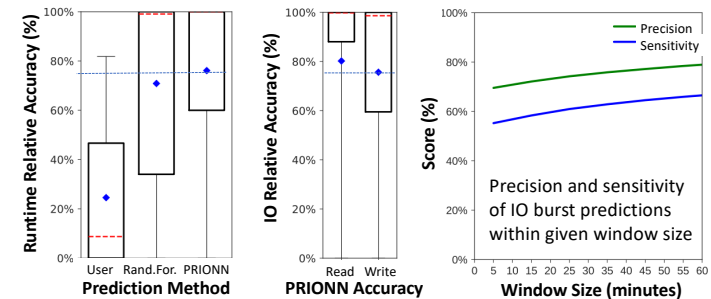 Runtime Relative Accuracy (%)
100%
80%
60%
40%
20%
0%
User Rand.For. PRIONN
Prediction Method
IO Relative Accuracy (%)
100%
80%
60%
40%
20%
0%
Read Write
PRIONN Accuracy
Score (%)
100%
80%
60%
40%
20%
0%
Precision
Sensitivity
Precision and sensitivity
of IO burst predictions
within given window size
0 5 10 15 20 25 30 35 40 45 50 55 60
Window Size (minutes)